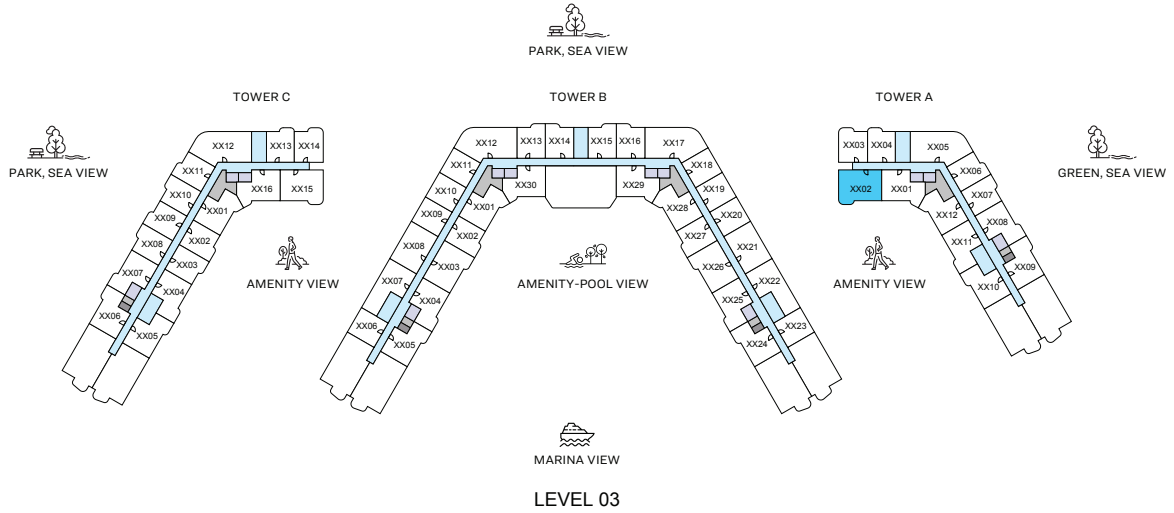 PARK, SEA VIEW
TOWER C
TOWER B
TOWER A
PARK, SEA VIEW
GREEN, SEA VIEW
XX12
XX13
XX14
XX11
XX10
XX09
XX08
XX07
XX06
XX05
XX04
XX03
XX02
XX01
XX16
XX15
XX12
XX13
XX14
XX15
XX16
XX17
XX11
XX10
XX09
XX08
XX07
XX06
XX05
XX04
XX03
XX02
XX01
XX30
XX29
XX28
XX27
XX26
XX25
XX24
XX18
XX19
XX20
XX21
XX22
XX23
XX03
XX04
XX05
XX02
XX01
XX06
XX07
XX08
XX09
XX12
XX11
XX10
AMENITY VIEW
AMENITY-POOL VIEW
AMENITY VIEW
MARINA VIEW
LEVEL 03